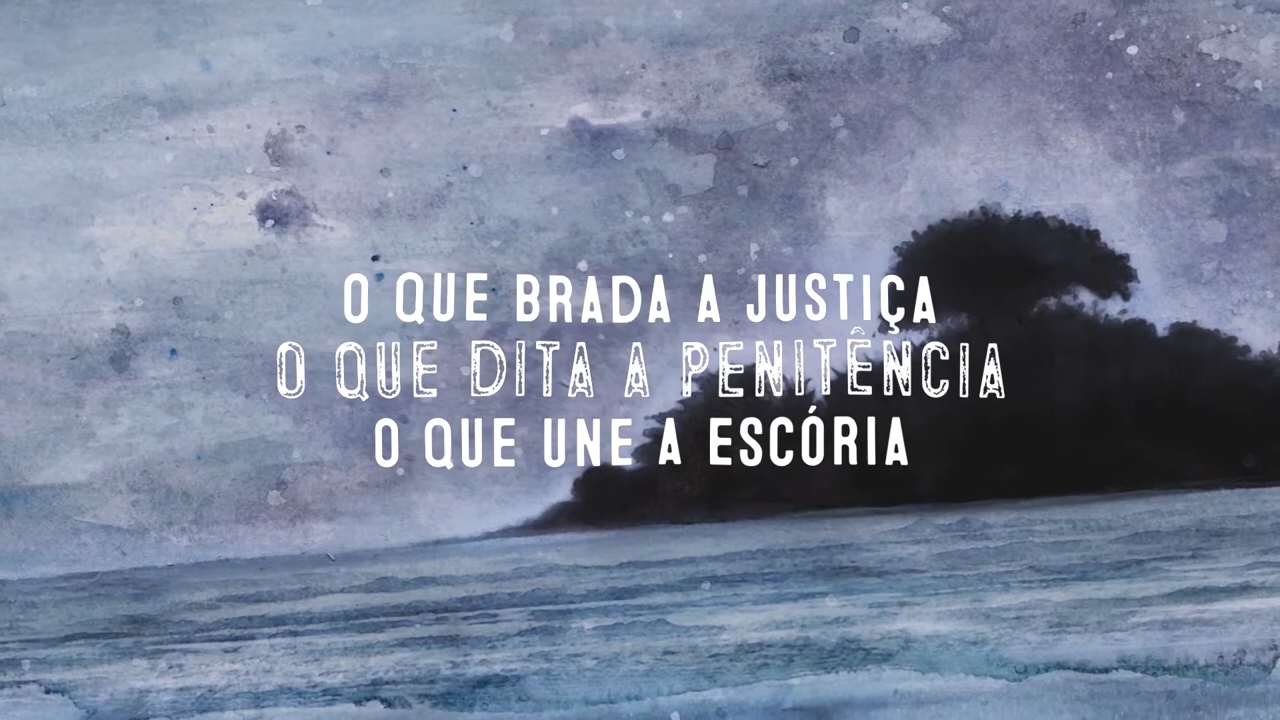 O QUE BRADA A JUSTIÇA
O QUE DITA A PENITÊNCIA
O QUE UNE A ESCÓRIA